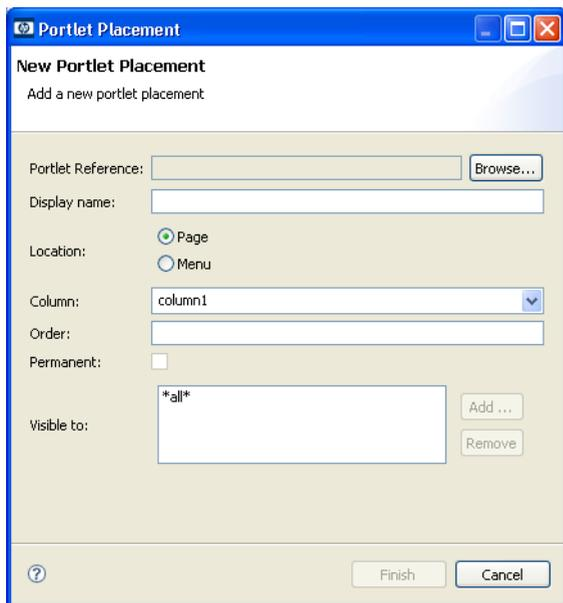 Portlet Placement
New Portlet Placement
Add a new portlet placement
Portlet Reference:
Browse...
Display name:
Location:
Page
Menu
Column:
column1
Order:
Permanent:
Visible to:
*all*
Add ...
Remove
?
Finish
Cancel